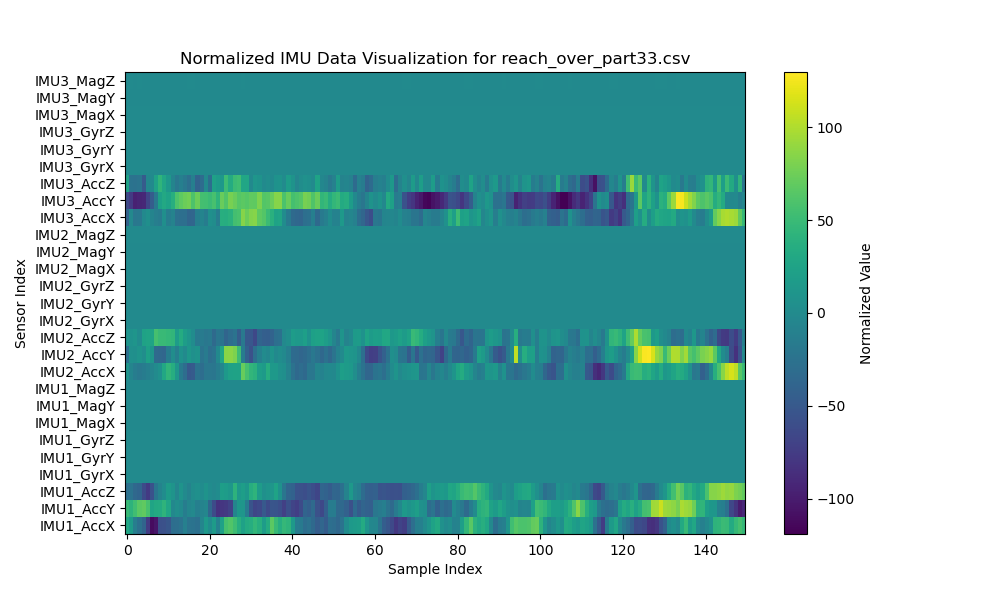 Normalized IMU Data Visualization for reach_over_part33.csv
IMU3_MagZ
IMU3_MagY
IMU3_MagX
IMU3_GyrZ
IMU3_GyrY
IMU3_GyrX
IMU3_AccZ
IMU3_AccY
IMU3_AccX
IMU2_MagZ
IMU2_MagY
IMU2_MagX
IMU2_GyrZ
IMU2_GyrY
IMU2_GyrX
IMU2_AccZ
IMU2_AccY
IMU2_AccX
IMU1_MagZ
IMU1_MagY
IMU1_MagX
IMU1_GyrZ
IMU1_GyrY
IMU1_GyrX
IMU1_AccZ
IMU1_AccY
IMU1_AccX
Sensor Index
0 20 40 60 80 100 120 140
Sample Index
100
50
0
−50
−100
Normalized Value